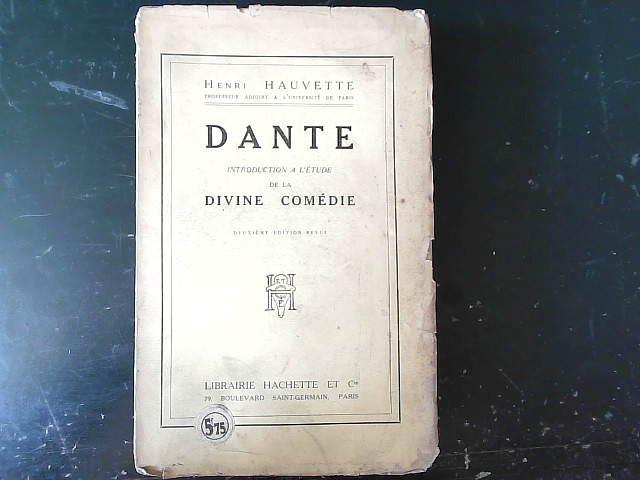 HENRI HAUVETTE
PROFESSEUR ADJOINT A L'UNIVERSITÉ DE PARIS
DANTE
INTRODUCTION A L'ÉTUDE
DE LA
DIVINE COMÉDIE
DEUXIÈME ÉDITION REVUE
LIBRAIRIE HACHETTE ET Cie
79, BOULEVARD SAINT-GERMAIN, PARIS
5f75